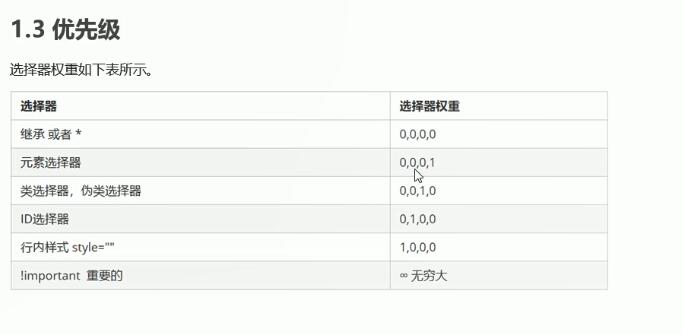 1.3 优先级
选择器权重如下表所示。
选择器 选择器权重
继承 或者 * 0,0,0,0
元素选择器 0,0,0,1
类选择器，伪类选择器 0,0,1,0
ID选择器 0,1,0,0
行内样式 style="" 1,0,0,0
!important 重要的 ∞ 无穷大